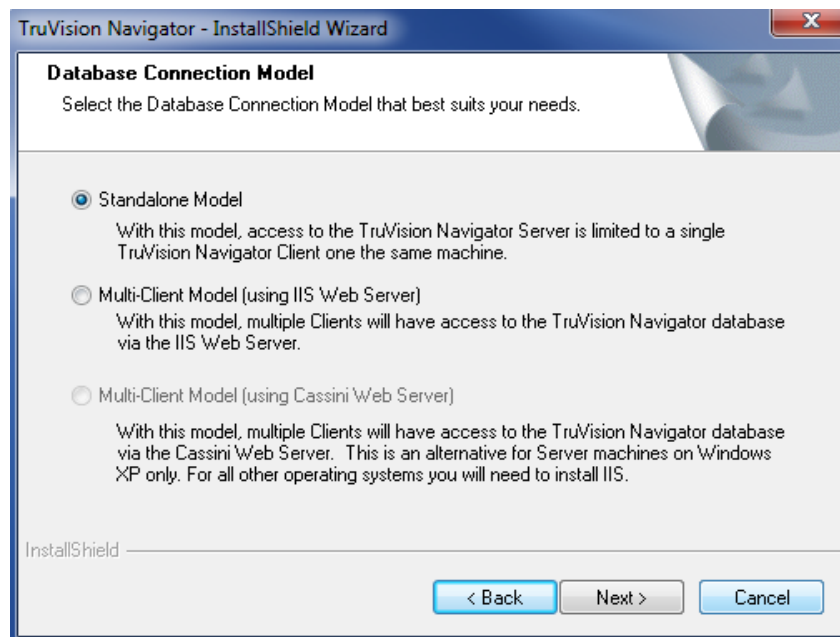 TruVision Navigator - InstallShield Wizard
Database Connection Model
Select the Database Connection Model that best suits your needs.
Standalone Model
With this model, access to the TruVision Navigator Server is limited to a single
TruVision Navigator Client one the same machine.
Multi-Client Model (using IIS Web Server)
With this model, multiple Clients will have access to the TruVision Navigator database
via the IIS Web Server.
Multi-Client Model (using Cassini Web Server)
With this model, multiple Clients will have access to the TruVision Navigator database
via the Cassini Web Server.  This is an alternative for Server machines on Windows
XP only. For all other operating systems you will need to install IIS.
InstallShield
< Back Next > Cancel